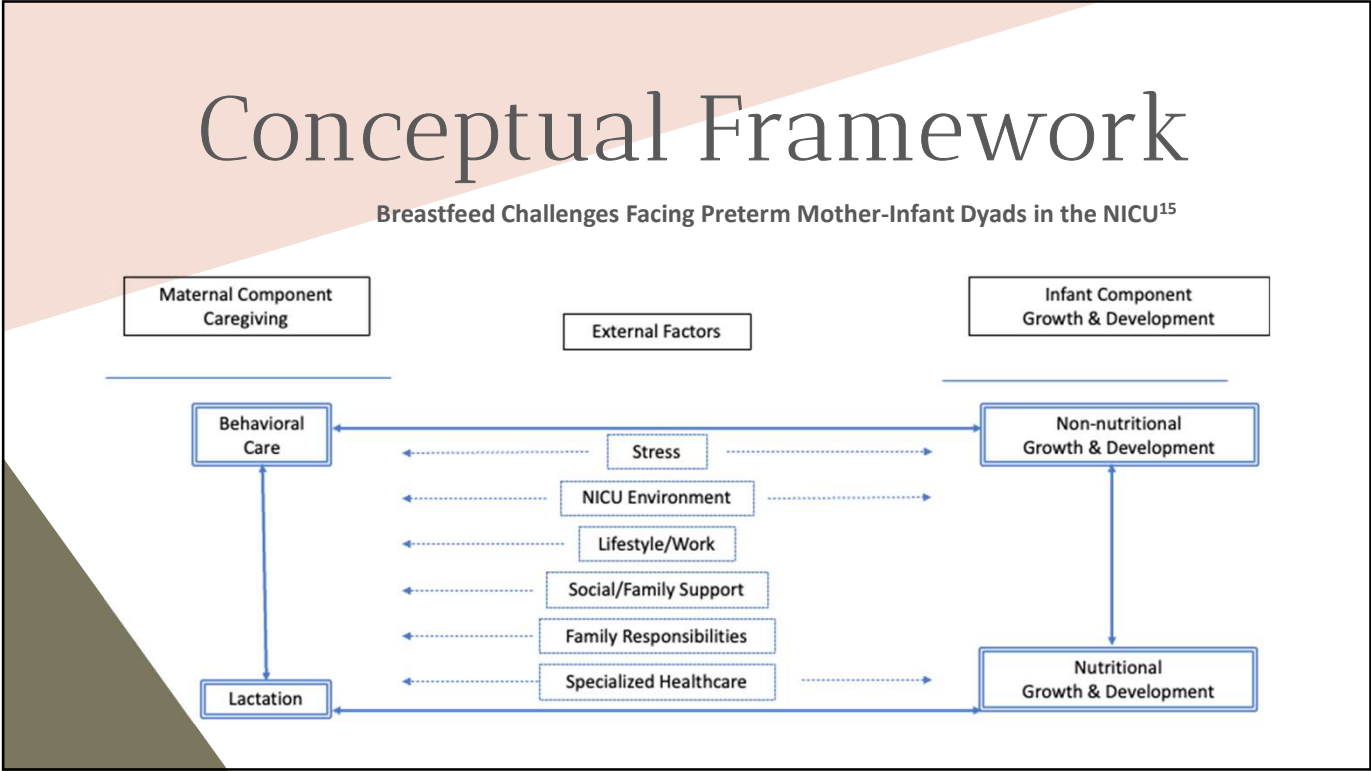 Conceptual Framework
Breastfeed Challenges Facing Preterm Mother-Infant Dyads in the NICU¹⁵
Maternal Component
Caregiving
External Factors
Infant Component
Growth & Development
Behavioral
Care
Non-nutritional
Growth & Development
Stress
NICU Environment
Lifestyle/Work
Social/Family Support
Family Responsibilities
Specialized Healthcare
Lactation
Nutritional
Growth & Development